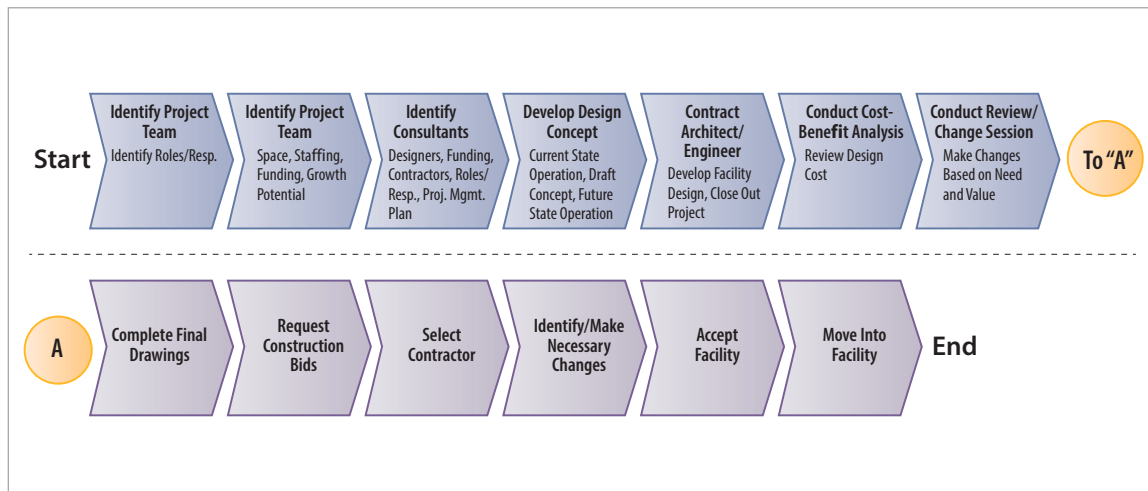 Start
Identify Project
Team
Identify Roles/Resp.
Identify Project
Team
Space, Staffing,
Funding, Growth
Potential
Identify
Consultants
Designers, Funding,
Contractors, Roles/
Resp., Proj. Mgmt.
Plan
Develop Design
Concept
Current State
Operation, Draft
Concept, Future
State Operation
Contract
Architect/
Engineer
Develop Facility
Design, Close Out
Project
Conduct Cost-
Benefit Analysis
Review Design
Cost
Conduct Review/
Change Session
Make Changes
Based on Need
and Value
To "A"
A
Complete Final
Drawings
Request
Construction
Bids
Select
Contractor
Identify/Make
Necessary
Changes
Accept
Facility
Move Into
Facility
End